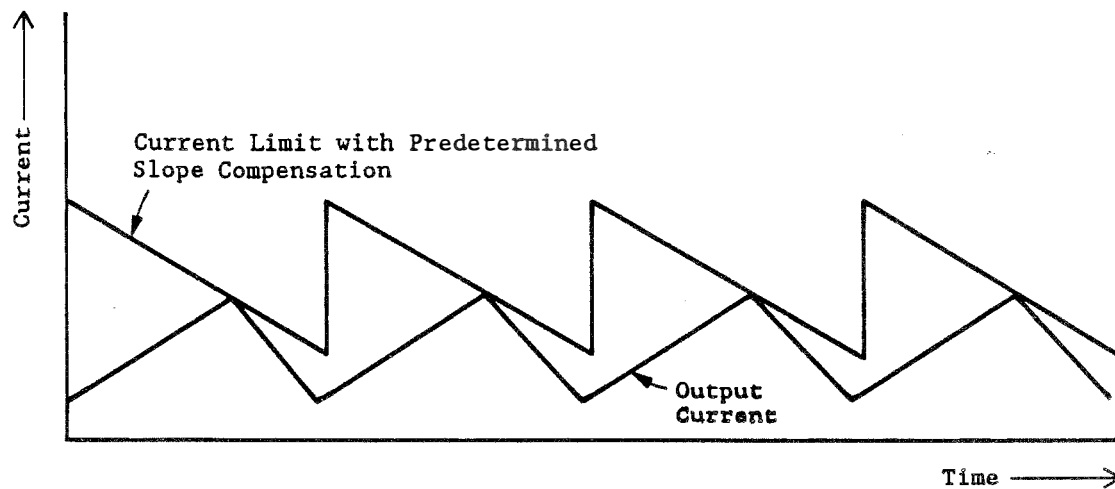 Current
Current Limit with Predetermined
Slope Compensation
Output
Current
Time